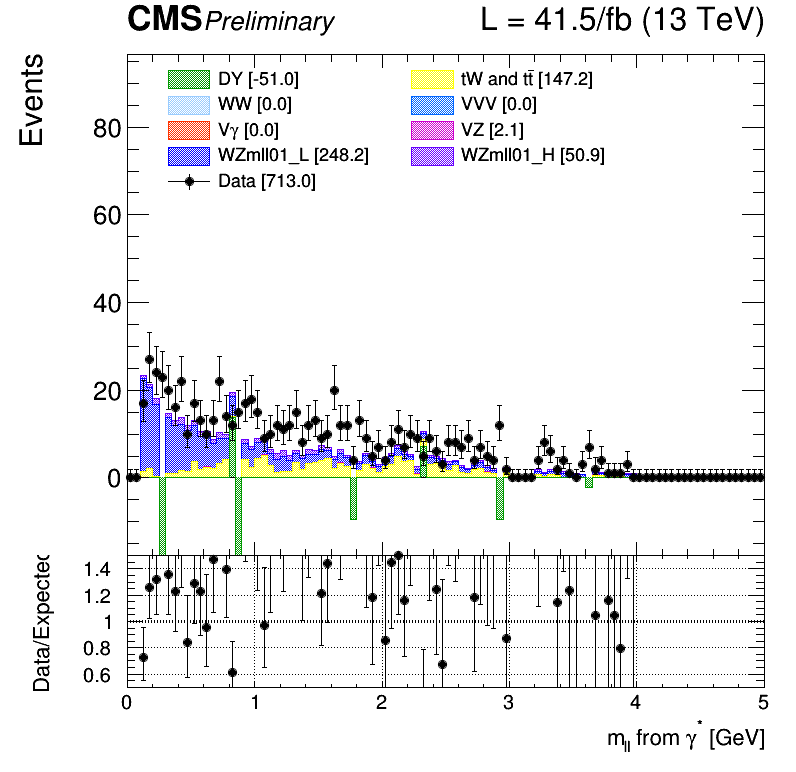 CMS Preliminary L = 41.5/fb (13 TeV)
Events
DY [-51.0] tW and tt̄ [147.2]
WW [0.0] VVV [0.0]
Vγ [0.0] VZ [2.1]
WZmll01_L [248.2] WZmll01_H [50.9]
Data [713.0]
80
60
40
20
0
Data/Expected
1.4
1.2
1
0.8
0.6
0 1 2 3 4 5
m_ll from γ* [GeV]